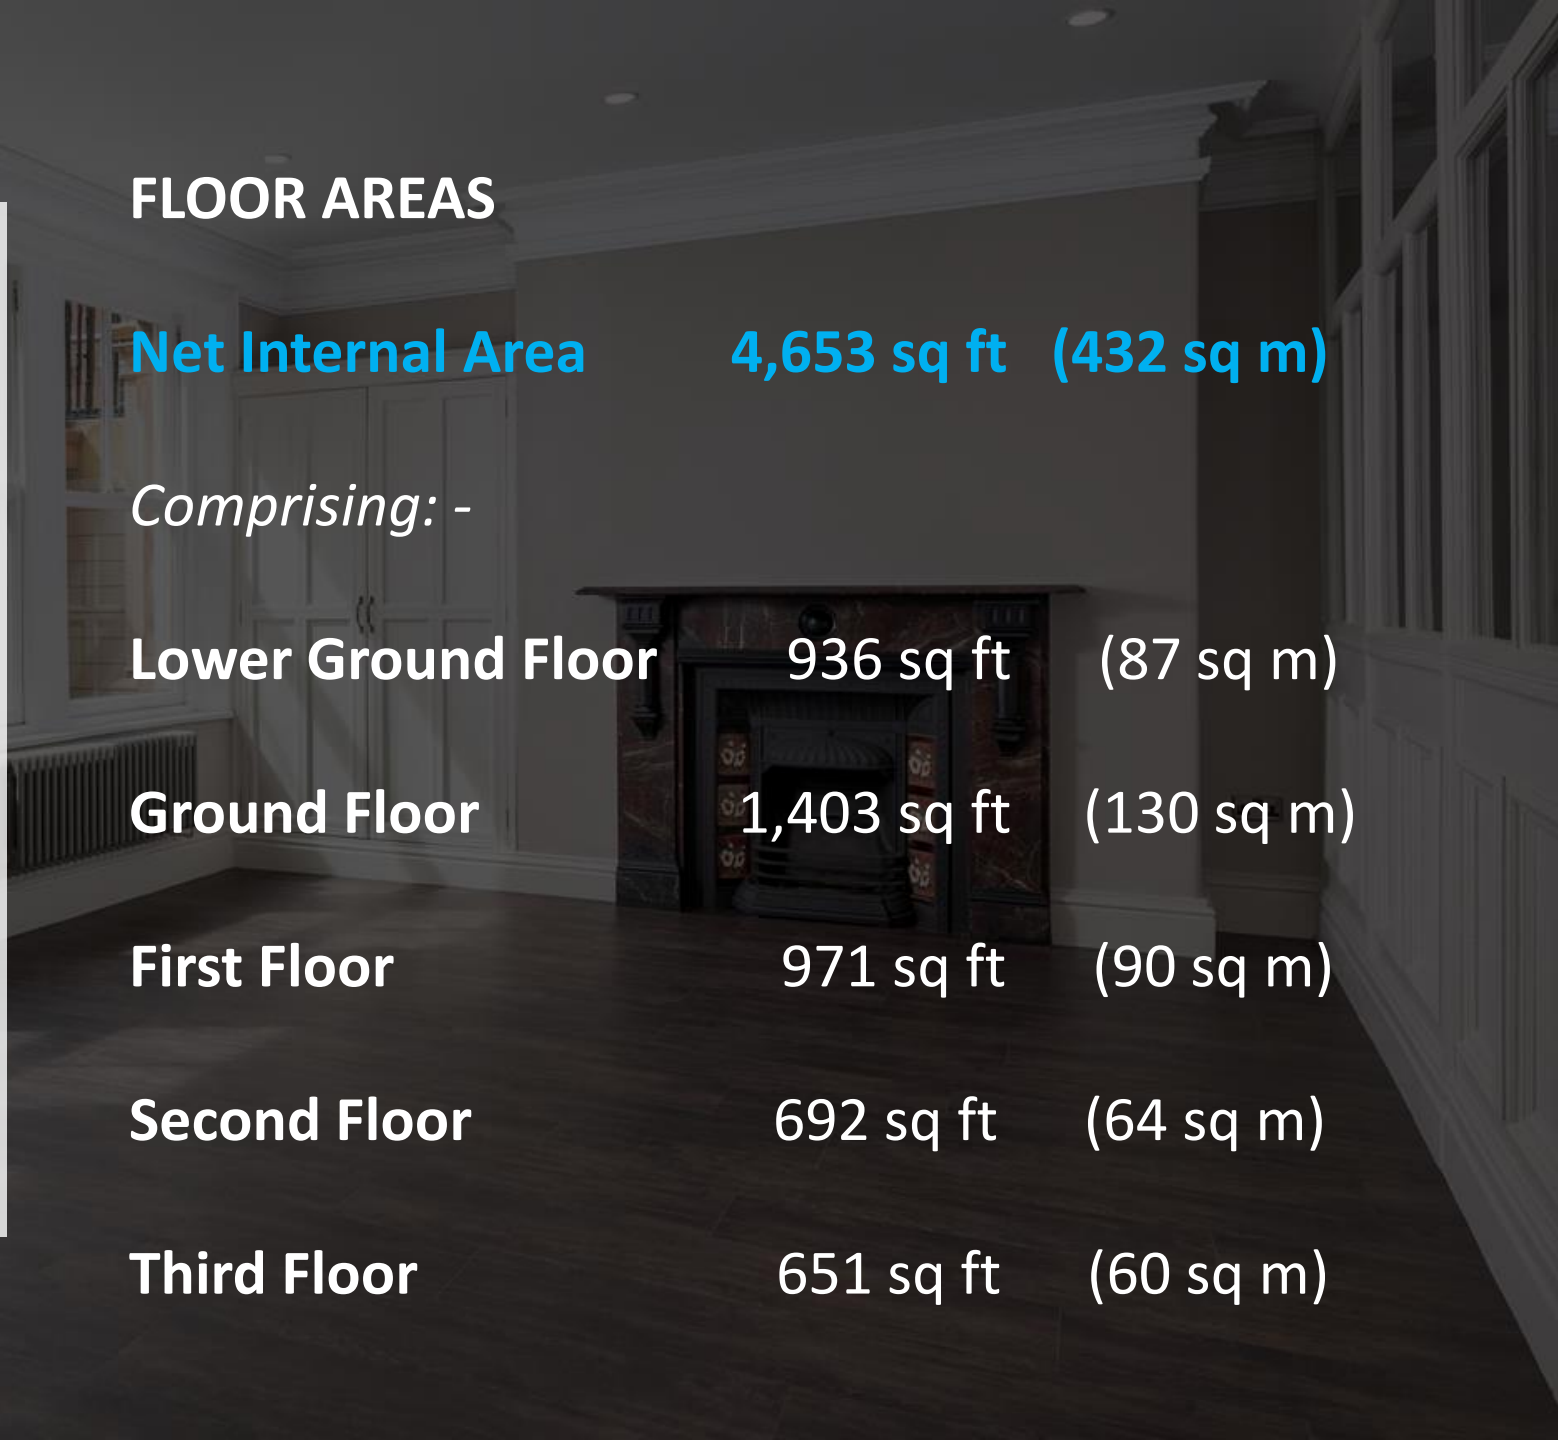 FLOOR AREAS
Net Internal Area 4,653 sq ft (432 sq m)
Comprising: -
Lower Ground Floor 936 sq ft (87 sq m)
Ground Floor 1,403 sq ft (130 sq m)
First Floor 971 sq ft (90 sq m)
Second Floor 692 sq ft (64 sq m)
Third Floor 651 sq ft (60 sq m)